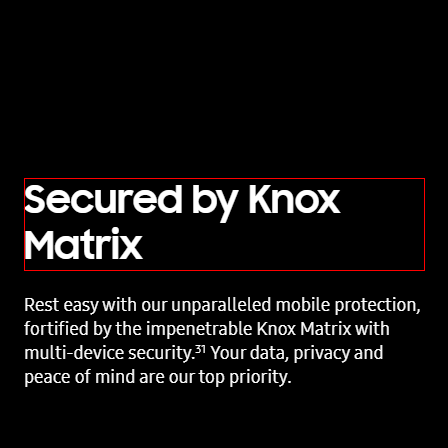 Secured by Knox
Matrix
Rest easy with our unparalleled mobile protection,
fortified by the impenetrable Knox Matrix with
multi-device security.³¹ Your data, privacy and
peace of mind are our top priority.